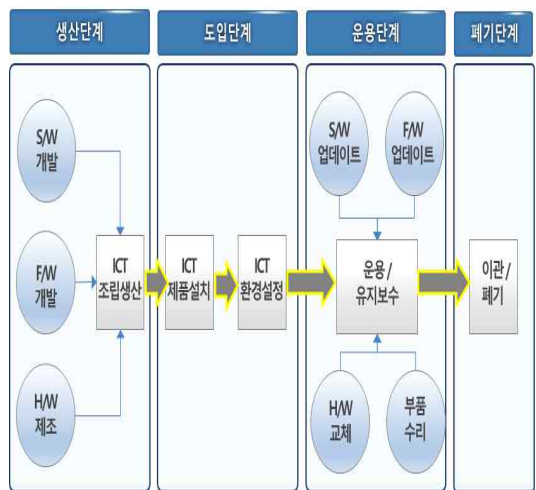 생산단계
도입단계
운용단계
폐기단계
S/W
개발
F/W
개발
H/W
제조
ICT
조립생산
ICT
제품설치
ICT
환경설정
S/W
업데이트
F/W
업데이트
운용/
유지보수
H/W
교체
부품
수리
이관/
폐기